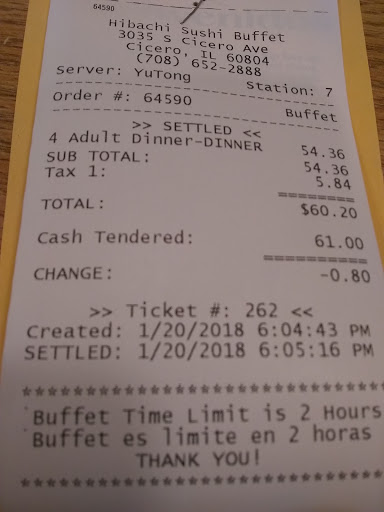 64590
Hibachi Sushi Buffet
3035 S Cicero Ave
Cicero, IL 60804
(708) 652-2888
Server: YuTong Station: 7
Order #: 64590 Buffet
>> SETTLED <<
4 Adult Dinner-DINNER 54.36
SUB TOTAL: 54.36
Tax 1: 5.84
========
TOTAL: $60.20
Cash Tendered: 61.00
==========
CHANGE: -0.80
>> Ticket #: 262 <<
Created: 1/20/2018 6:04:43 PM
SETTLED: 1/20/2018 6:05:16 PM
***********************************
`Buffet Time Limit is 2 Hours
`Buffet es limite en 2 horas
THANK YOU!
***********************************